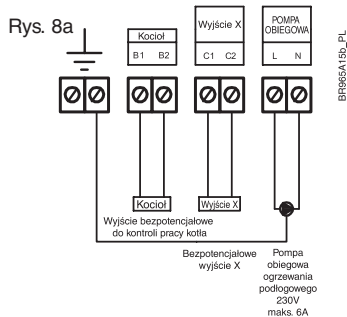 Rys. 8a
Kocioł
B1 B2
Wyjście X
C1 C2
POMPA
OBIEGOWA
L N
BR965A15b_PL
Kocioł
Wyjście X
Wyjście bezpotencjałowe
do kontroli pracy kotła
Bezpotencjałowe
wyjście X
Pompa
obiegowa
ogrzewania
podłogowego
230V
maks. 6A